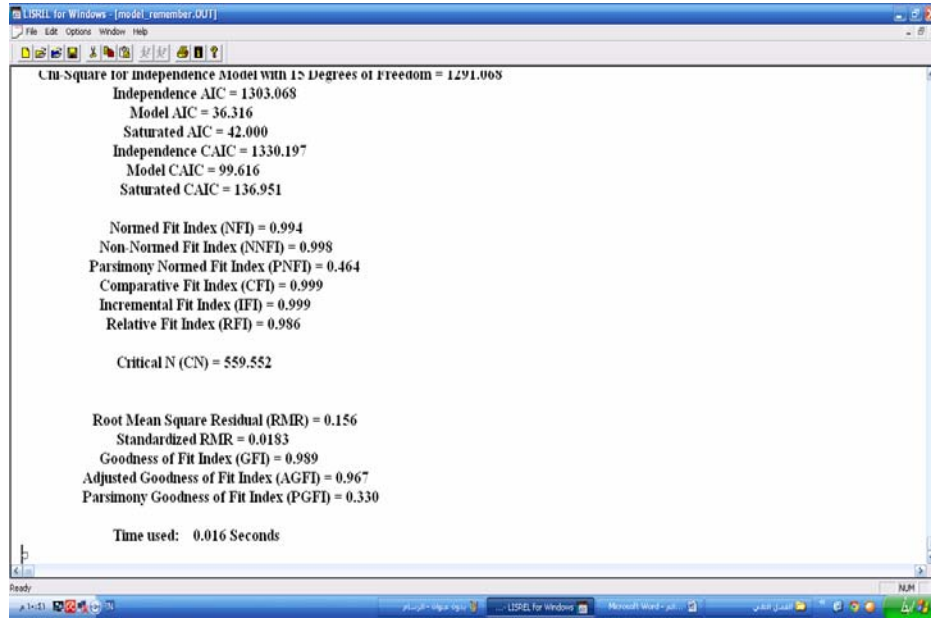 LISREL for Windows - [model_remember.OUT]
File Edit Options Window Help
Chi-Square for Independence Model with 15 Degrees of Freedom = 1291.068
Independence AIC = 1303.068
Model AIC = 36.316
Saturated AIC = 42.000
Independence CAIC = 1330.197
Model CAIC = 99.616
Saturated CAIC = 136.951
Normed Fit Index (NFI) = 0.994
Non-Normed Fit Index (NNFI) = 0.998
Parsimony Normed Fit Index (PNFI) = 0.464
Comparative Fit Index (CFI) = 0.999
Incremental Fit Index (IFI) = 0.999
Relative Fit Index (RFI) = 0.986
Critical N (CN) = 559.552
Root Mean Square Residual (RMR) = 0.156
Standardized RMR = 0.0183
Goodness of Fit Index (GFI) = 0.989
Adjusted Goodness of Fit Index (AGFI) = 0.967
Parsimony Goodness of Fit Index (PGFI) = 0.330
Time used: 0.016 Seconds
Ready NUM
بدون عنوان - الرسام ...- LISREL for Windows Microsoft Word - ...